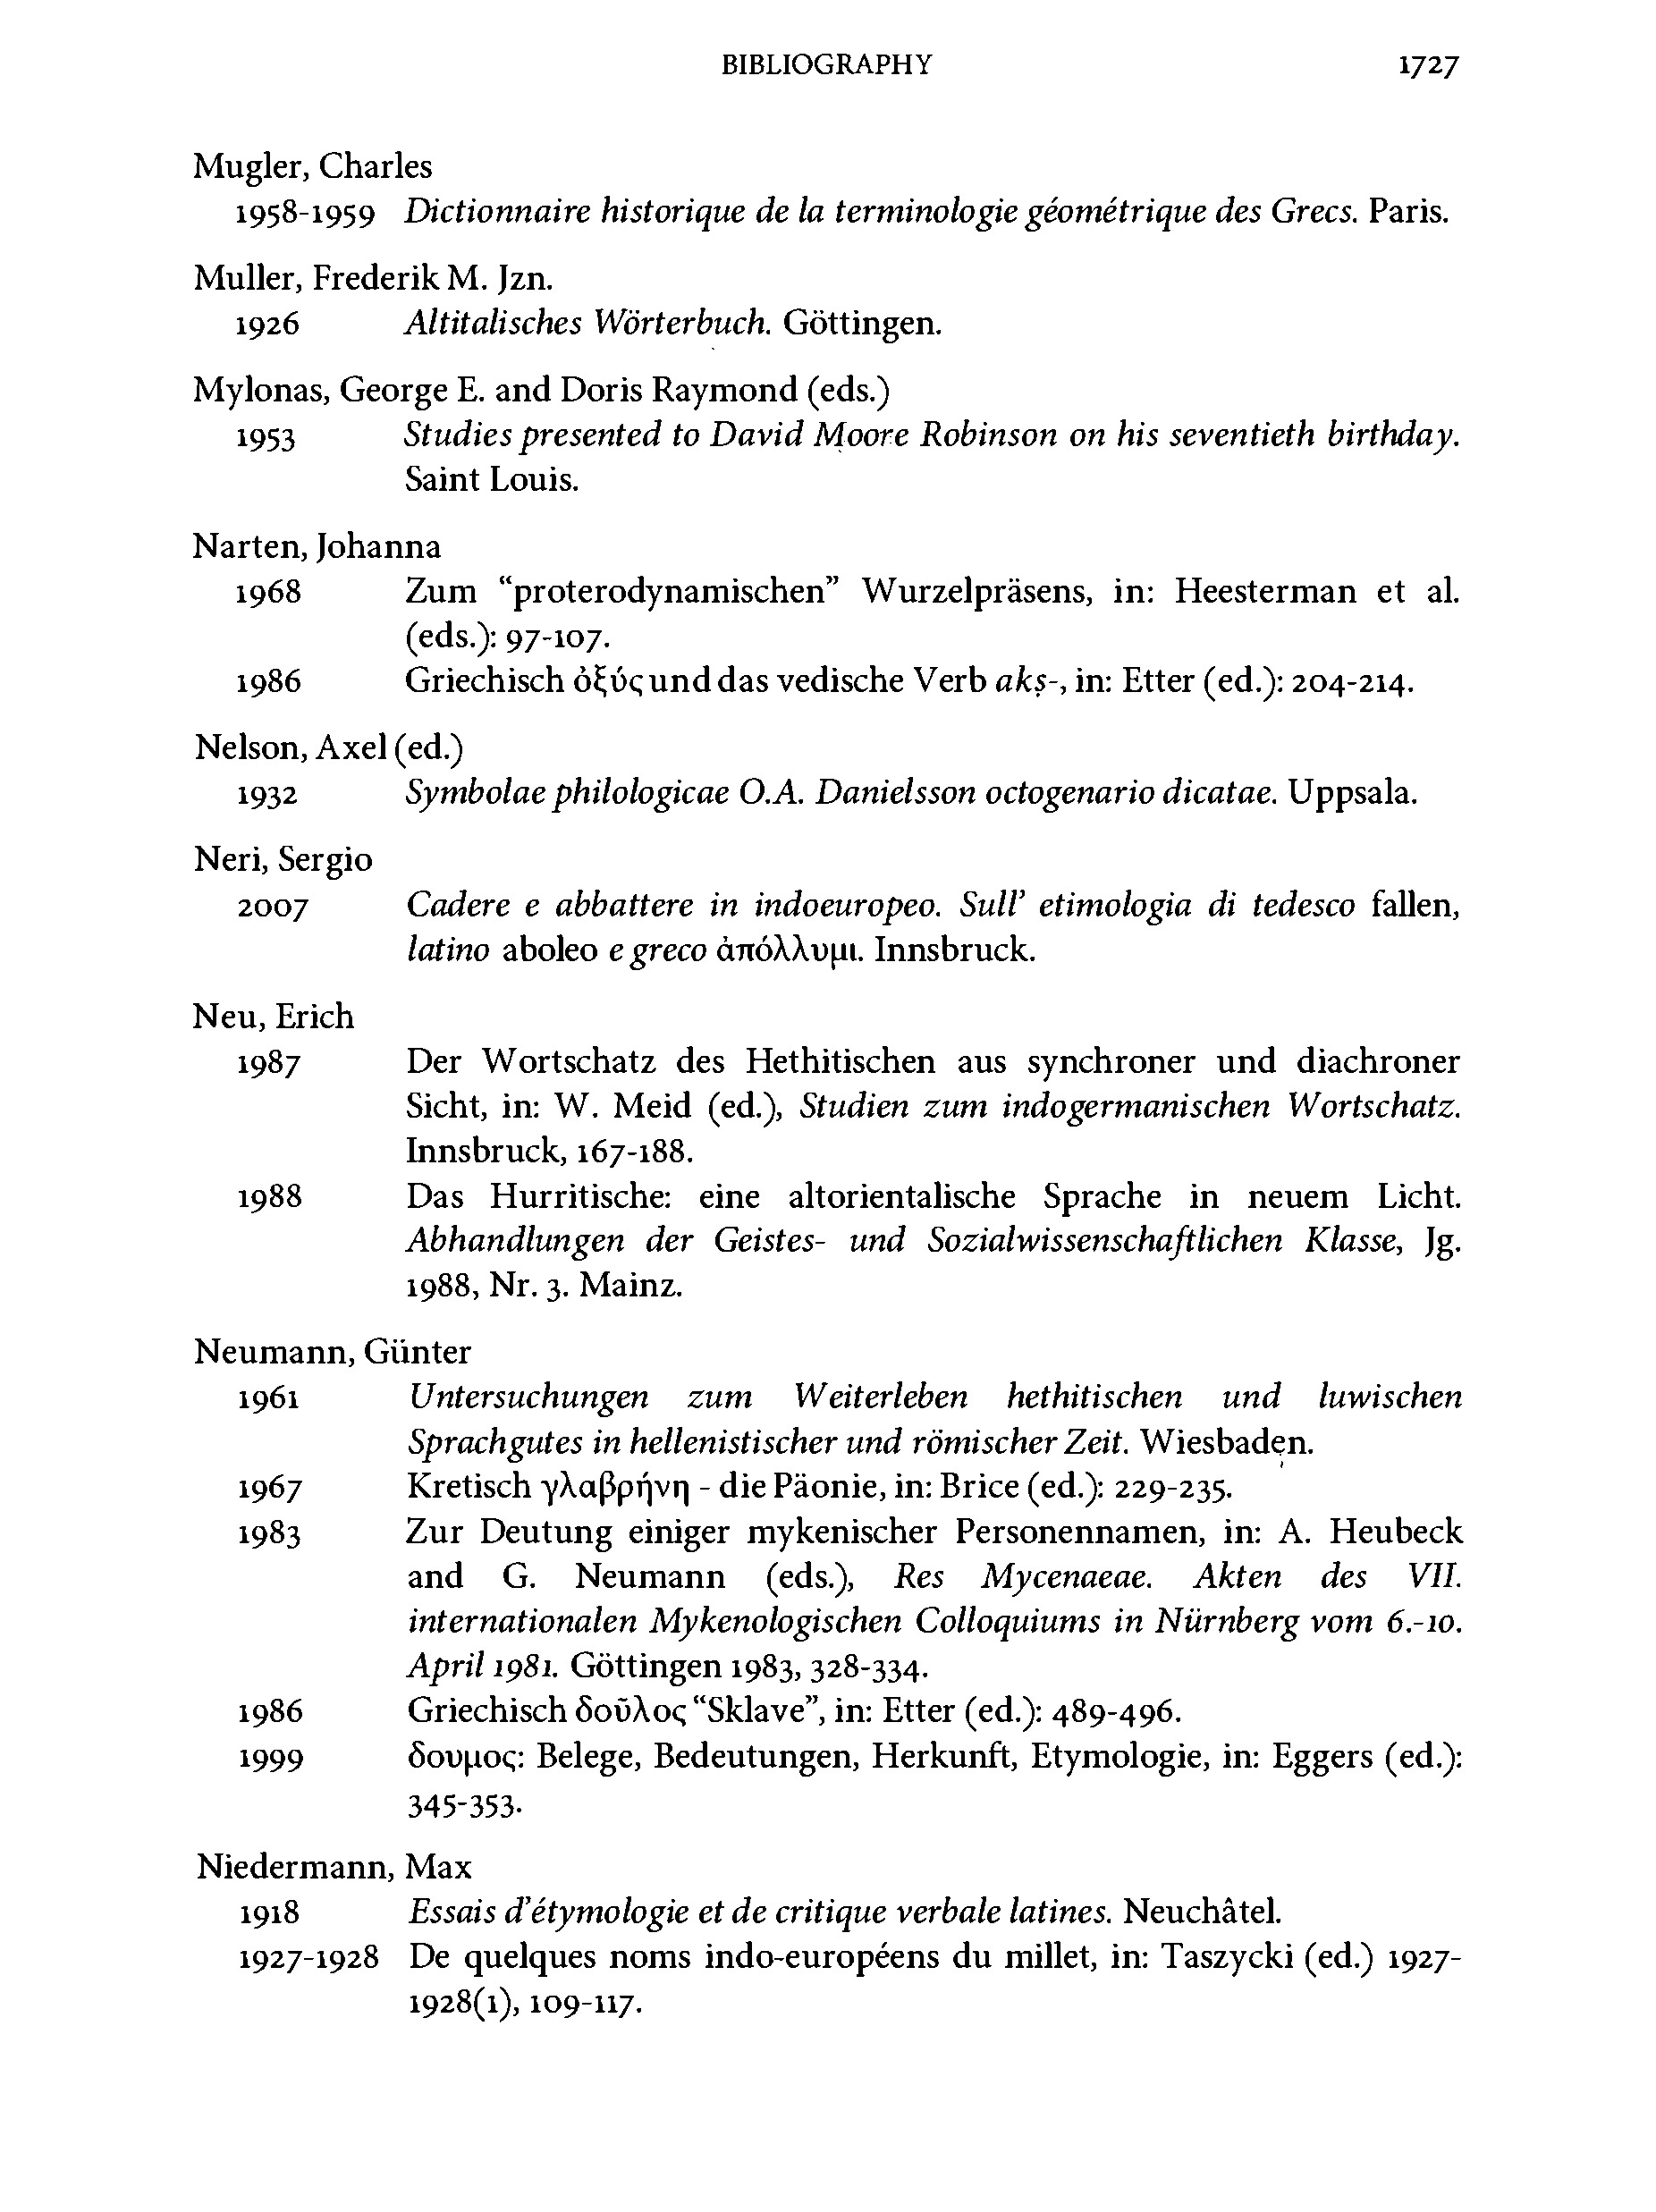 BIBLIOGRAPHY 1727
Mugler, Charles
1958-1959 Dictionnaire historique de la terminologie géométrique des Grecs. Paris.
Muller, Frederik M. Jzn.
1926 Altitalisches Wörterbuch. Göttingen.
Mylonas, George E. and Doris Raymond (eds.)
1953 Studies presented to David Moore Robinson on his seventieth birthday.
Saint Louis.
Narten, Johanna
1968 Zum “proterodynamischen” Wurzelpräsens, in: Heesterman et al.
(eds.): 97-107.
1986 Griechisch ὀξύς und das vedische Verb akṣ-, in: Etter (ed.): 204-214.
Nelson, Axel (ed.)
1932 Symbolae philologicae O.A. Danielsson octogenario dicatae. Uppsala.
Neri, Sergio
2007 Cadere e abbattere in indoeuropeo. Sull’ etimologia di tedesco fallen,
latino aboleo e greco ἀπόλλυμι. Innsbruck.
Neu, Erich
1987 Der Wortschatz des Hethitischen aus synchroner und diachroner
Sicht, in: W. Meid (ed.), Studien zum indogermanischen Wortschatz.
Innsbruck, 167-188.
1988 Das Hurritische: eine altorientalische Sprache in neuem Licht.
Abhandlungen der Geistes- und Sozialwissenschaftlichen Klasse, Jg.
1988, Nr. 3. Mainz.
Neumann, Günter
1961 Untersuchungen zum Weiterleben hethitischen und luwischen
Sprachgutes in hellenistischer und römischer Zeit. Wiesbaden.
1967 Kretisch γλαβρήνη - die Päonie, in: Brice (ed.): 229-235.
1983 Zur Deutung einiger mykenischer Personennamen, in: A. Heubeck
and G. Neumann (eds.), Res Mycenaeae. Akten des VII.
internationalen Mykenologischen Colloquiums in Nürnberg vom 6.-10.
April 1981. Göttingen 1983, 328-334.
1986 Griechisch δοῦλος “Sklave”, in: Etter (ed.): 489-496.
1999 δουμος: Belege, Bedeutungen, Herkunft, Etymologie, in: Eggers (ed.):
345-353.
Niedermann, Max
1918 Essais d’étymologie et de critique verbale latines. Neuchâtel.
1927-1928 De quelques noms indo-européens du millet, in: Taszycki (ed.) 1927-
1928(1), 109-117.